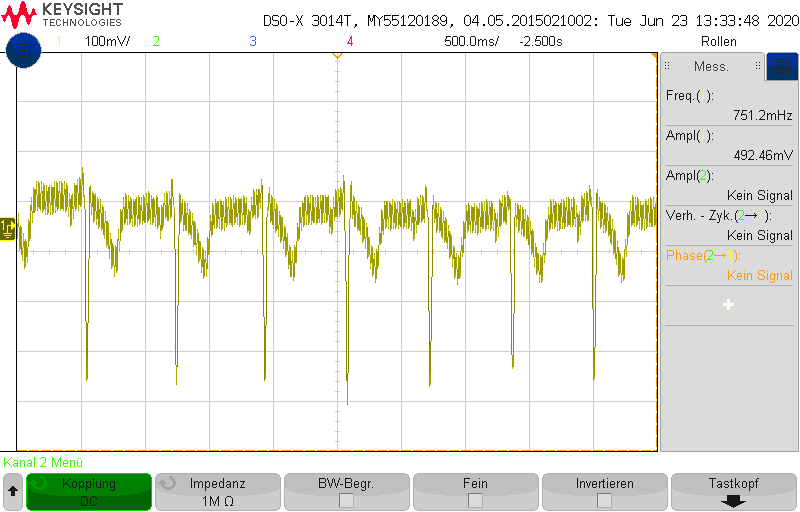 KEYSIGHT
TECHNOLOGIES
DSO-X 3014T, MY55120189, 04.05.2015021002: Tue Jun 23 13:33:48 2020
1 100mV/ 2 3 4 500.0ms/ -2.500s Rollen
Mess.
Freq.( ):
751.2mHz
Ampl( ):
492.46mV
Ampl(2):
Kein Signal
Verh. - Zyk.(2→ ):
Kein Signal
Phase(2→1):
Kein Signal
1
Kanal 2 Menü
Kopplung
DC
Impedanz
1M Ω
BW-Begr.
Fein
Invertieren
Tastkopf